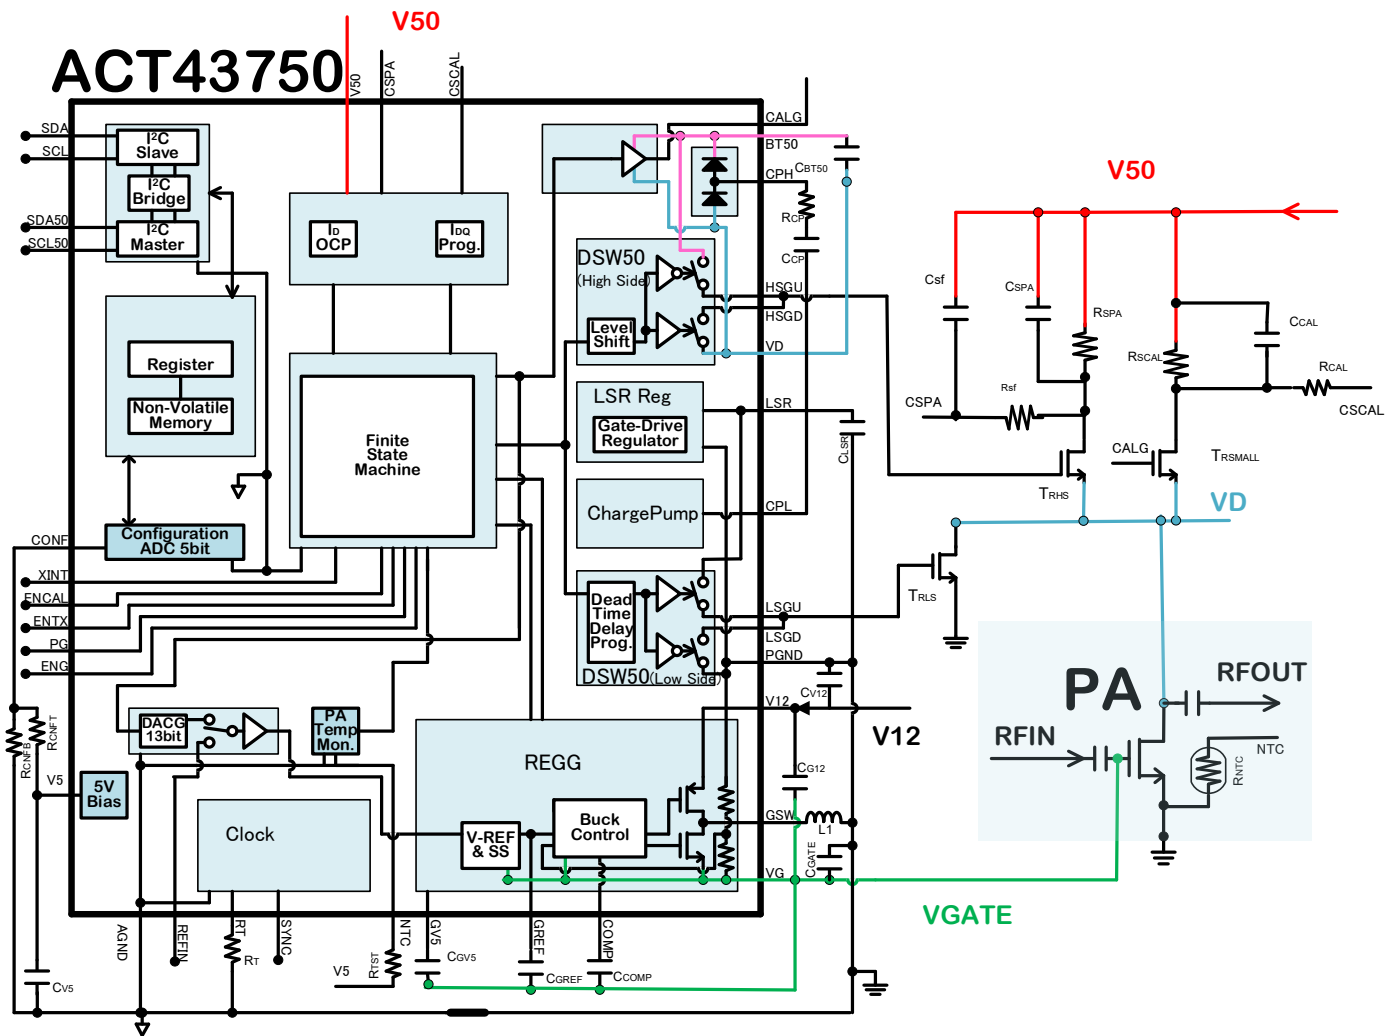 V50
ACT43750
V50
CSPA
CSCAL
SDA
SCL
SDA50
SCL50
I²C
Slave
I²C
Bridge
I²C
Master
ID
OCP
IDQ
Prog.
CALG
BT50
CBT50
CPH
RCP
CCP
DSW50
(High Side)
Level
Shift
HSGU
HSGD
VD
V50
Csf
CSPA
RSPA
CCAL
RSCAL
RCAL
Rsf
CSPA
CSCAL
CALG
TRSMALL
TRHS
VD
Register
Non-Volatile
Memory
Finite
State
Machine
LSR Reg
Gate-Drive
Regulator
LSR
CLSR
ChargePump
CPL
Configuration
ADC 5bit
CONF
XINT
ENCAL
ENTX
PG
ENG
Dead
Time
Delay
Prog.
DSW50(Low Side)
LSGU
LSGD
PGND
TRLS
CV12
V12
V12
DACG
13bit
PA
Temp
Mon.
RCNFB
RCNFT
V5
5V
Bias
REGG
CG12
PA
RFOUT
RFIN
NTC
RNTC
Clock
V-REF
& SS
Buck
Control
GSW
L1
CGATE
VG
VGATE
AGND
REFIN
RT
SYNC
NTC
GV5
GREF
COMP
RT
V5
RTST
CGV5
CGREF
CCOMP
CV5